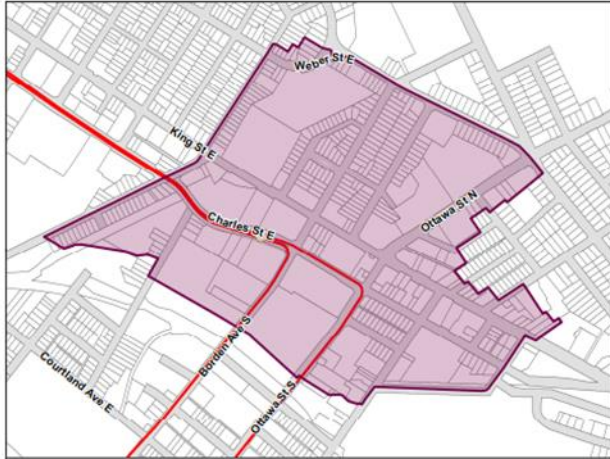 Weber St E
King St E
Ottawa St N
Charles St E
Borden Ave S
Ottawa St S
Courtland Ave E